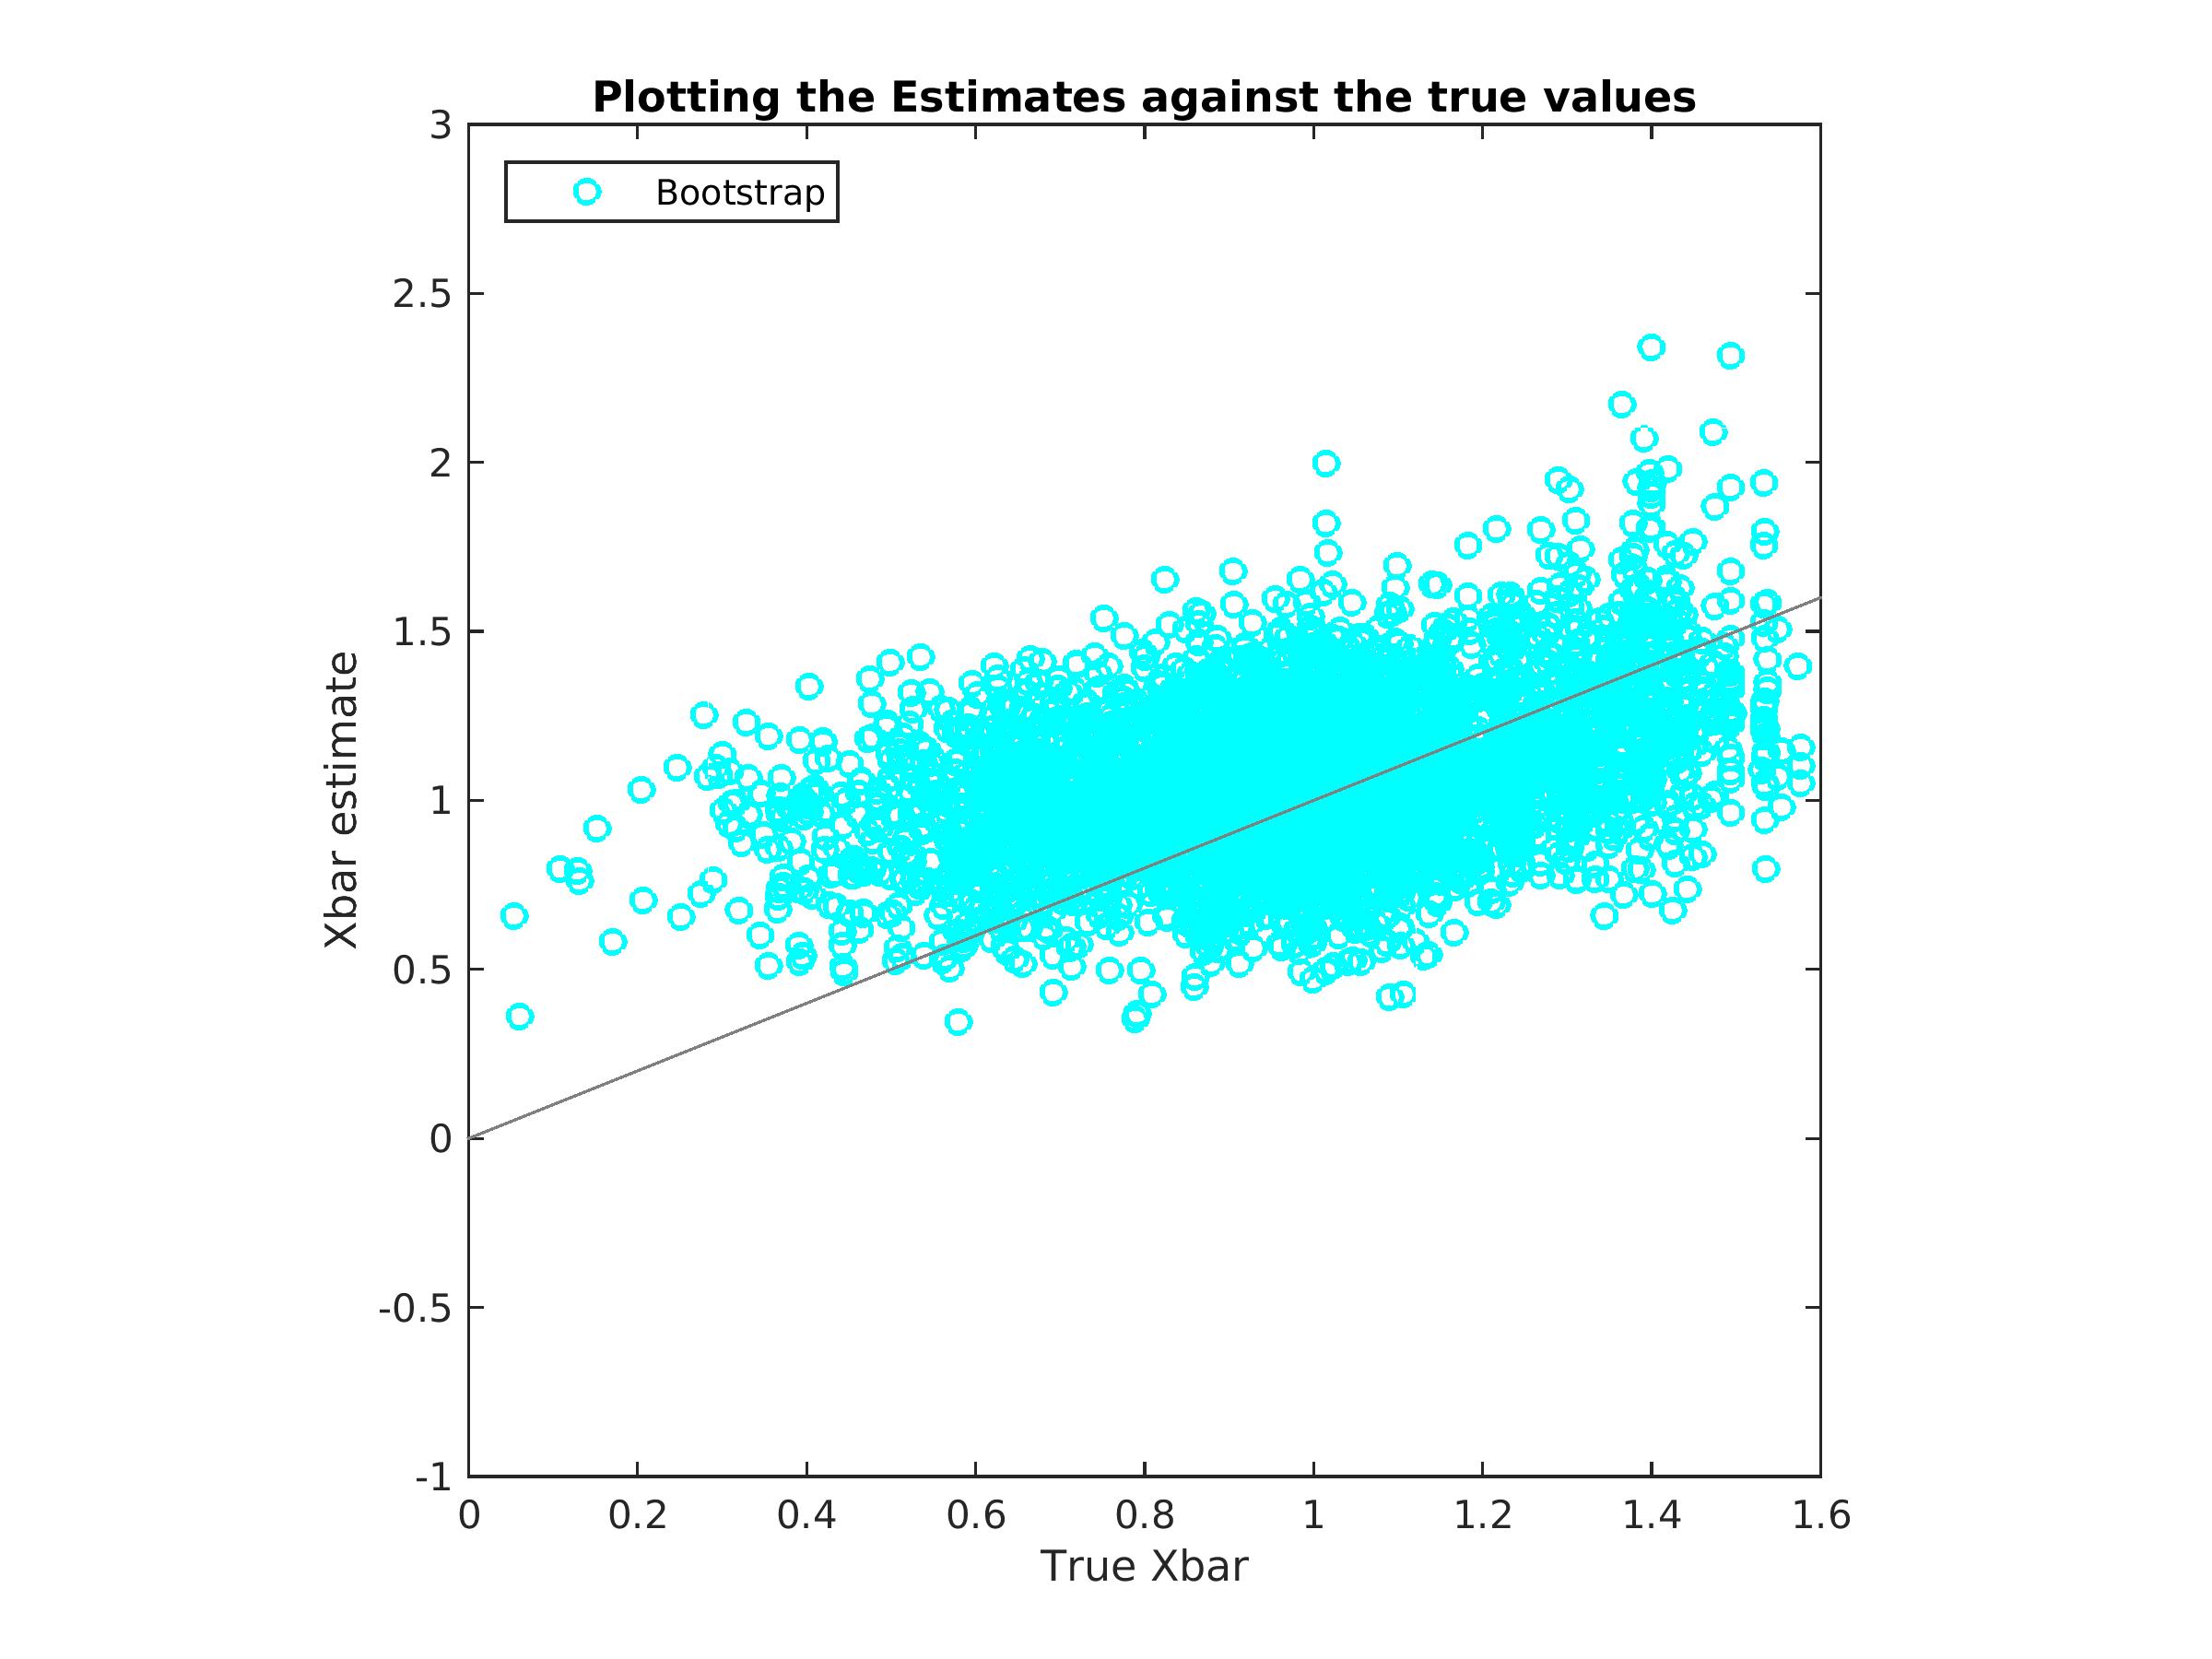 Plotting the Estimates against the true values
Bootstrap
3
2.5
2
1.5
1
0.5
0
-0.5
-1
Xbar estimate
0 0.2 0.4 0.6 0.8 1 1.2 1.4 1.6
True Xbar